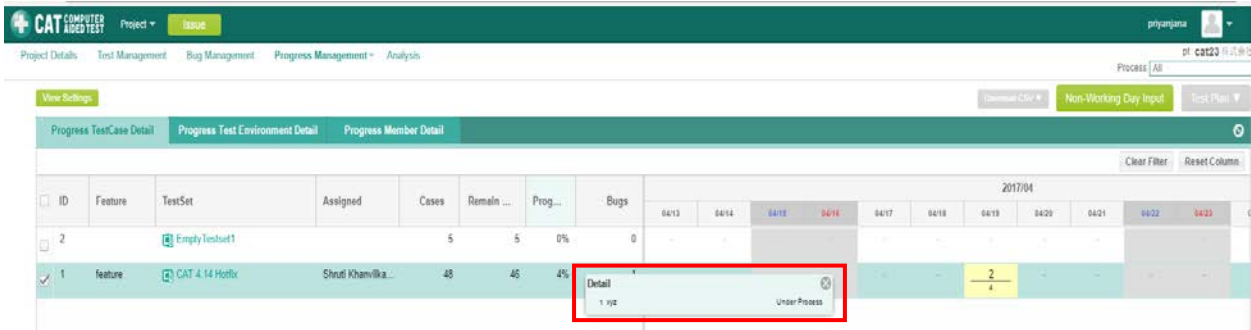 CAT COMPUTER AIDED TEST Project Issue priyanjana
Project Details Test Management Bug Management Progress Management Analysis
pt cat23
Process All
View Settings Download CSV Non-Working Day Input Test Plan
Progress TestCase Detail Progress Test Environment Detail Progress Member Detail
Clear Filter Reset Column
ID Feature TestSet Assigned Cases Remain ... Prog... Bugs 2017/04
04/13 04/14 04/15 04/16 04/17 04/18 04/19 04/20 04/21 04/22 04/23
2 EmptyTestset1 5 5 0% 0
1 feature CAT 4.14 Hotfix Shruti Khanvilka... 48 46 4% 1 2
4
Detail
1 xyz Under Process